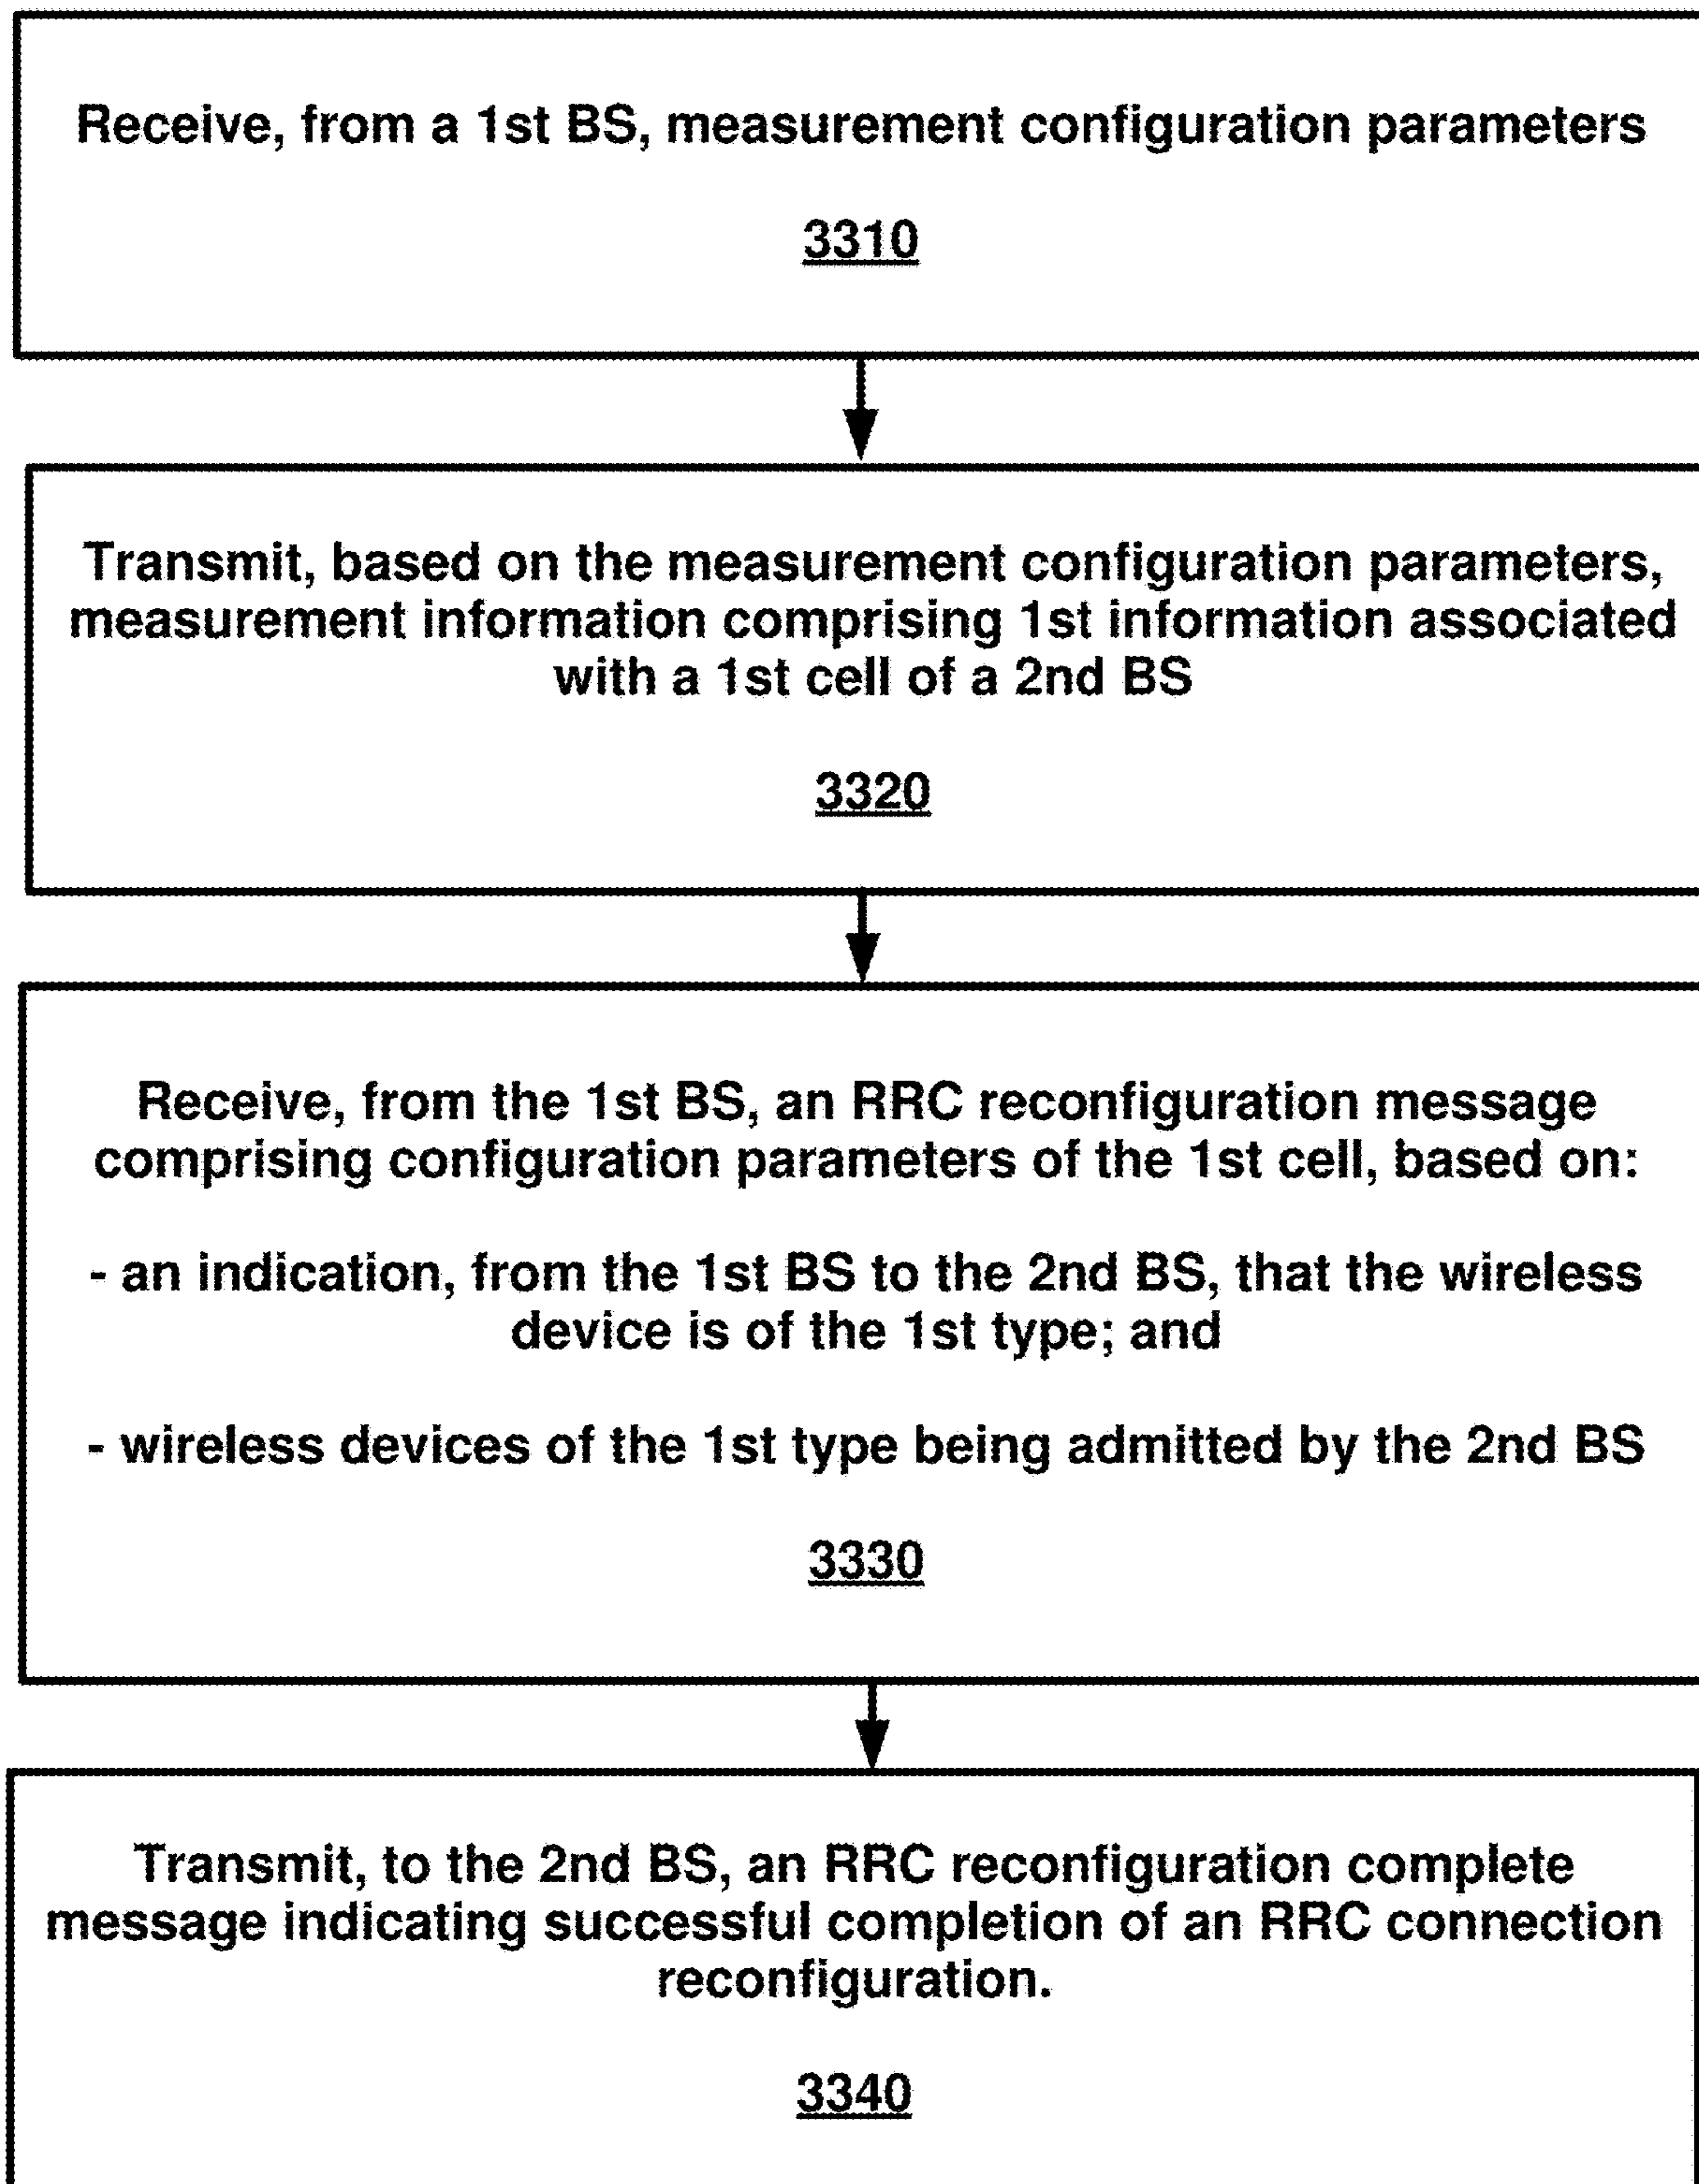 Receive, from a 1st BS, measurement configuration parameters
3310
Transmit, based on the measurement configuration parameters,
measurement information comprising 1st information associated
with a 1st cell of a 2nd BS
3320
Receive, from the 1st BS, an RRC reconfiguration message
comprising configuration parameters of the 1st cell, based on:
- an indication, from the 1st BS to the 2nd BS, that the wireless
device is of the 1st type; and
- wireless devices of the 1st type being admitted by the 2nd BS
3330
Transmit, to the 2nd BS, an RRC reconfiguration complete
message indicating successful completion of an RRC connection
reconfiguration.
3340